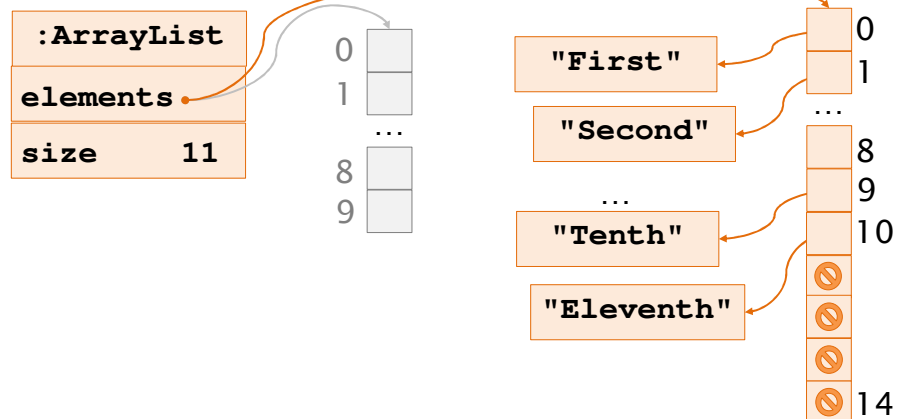 :ArrayList
elements
size 11
0
1
...
8
9
"First"
"Second"
...
"Tenth"
"Eleventh"
0
1
...
8
9
10
14